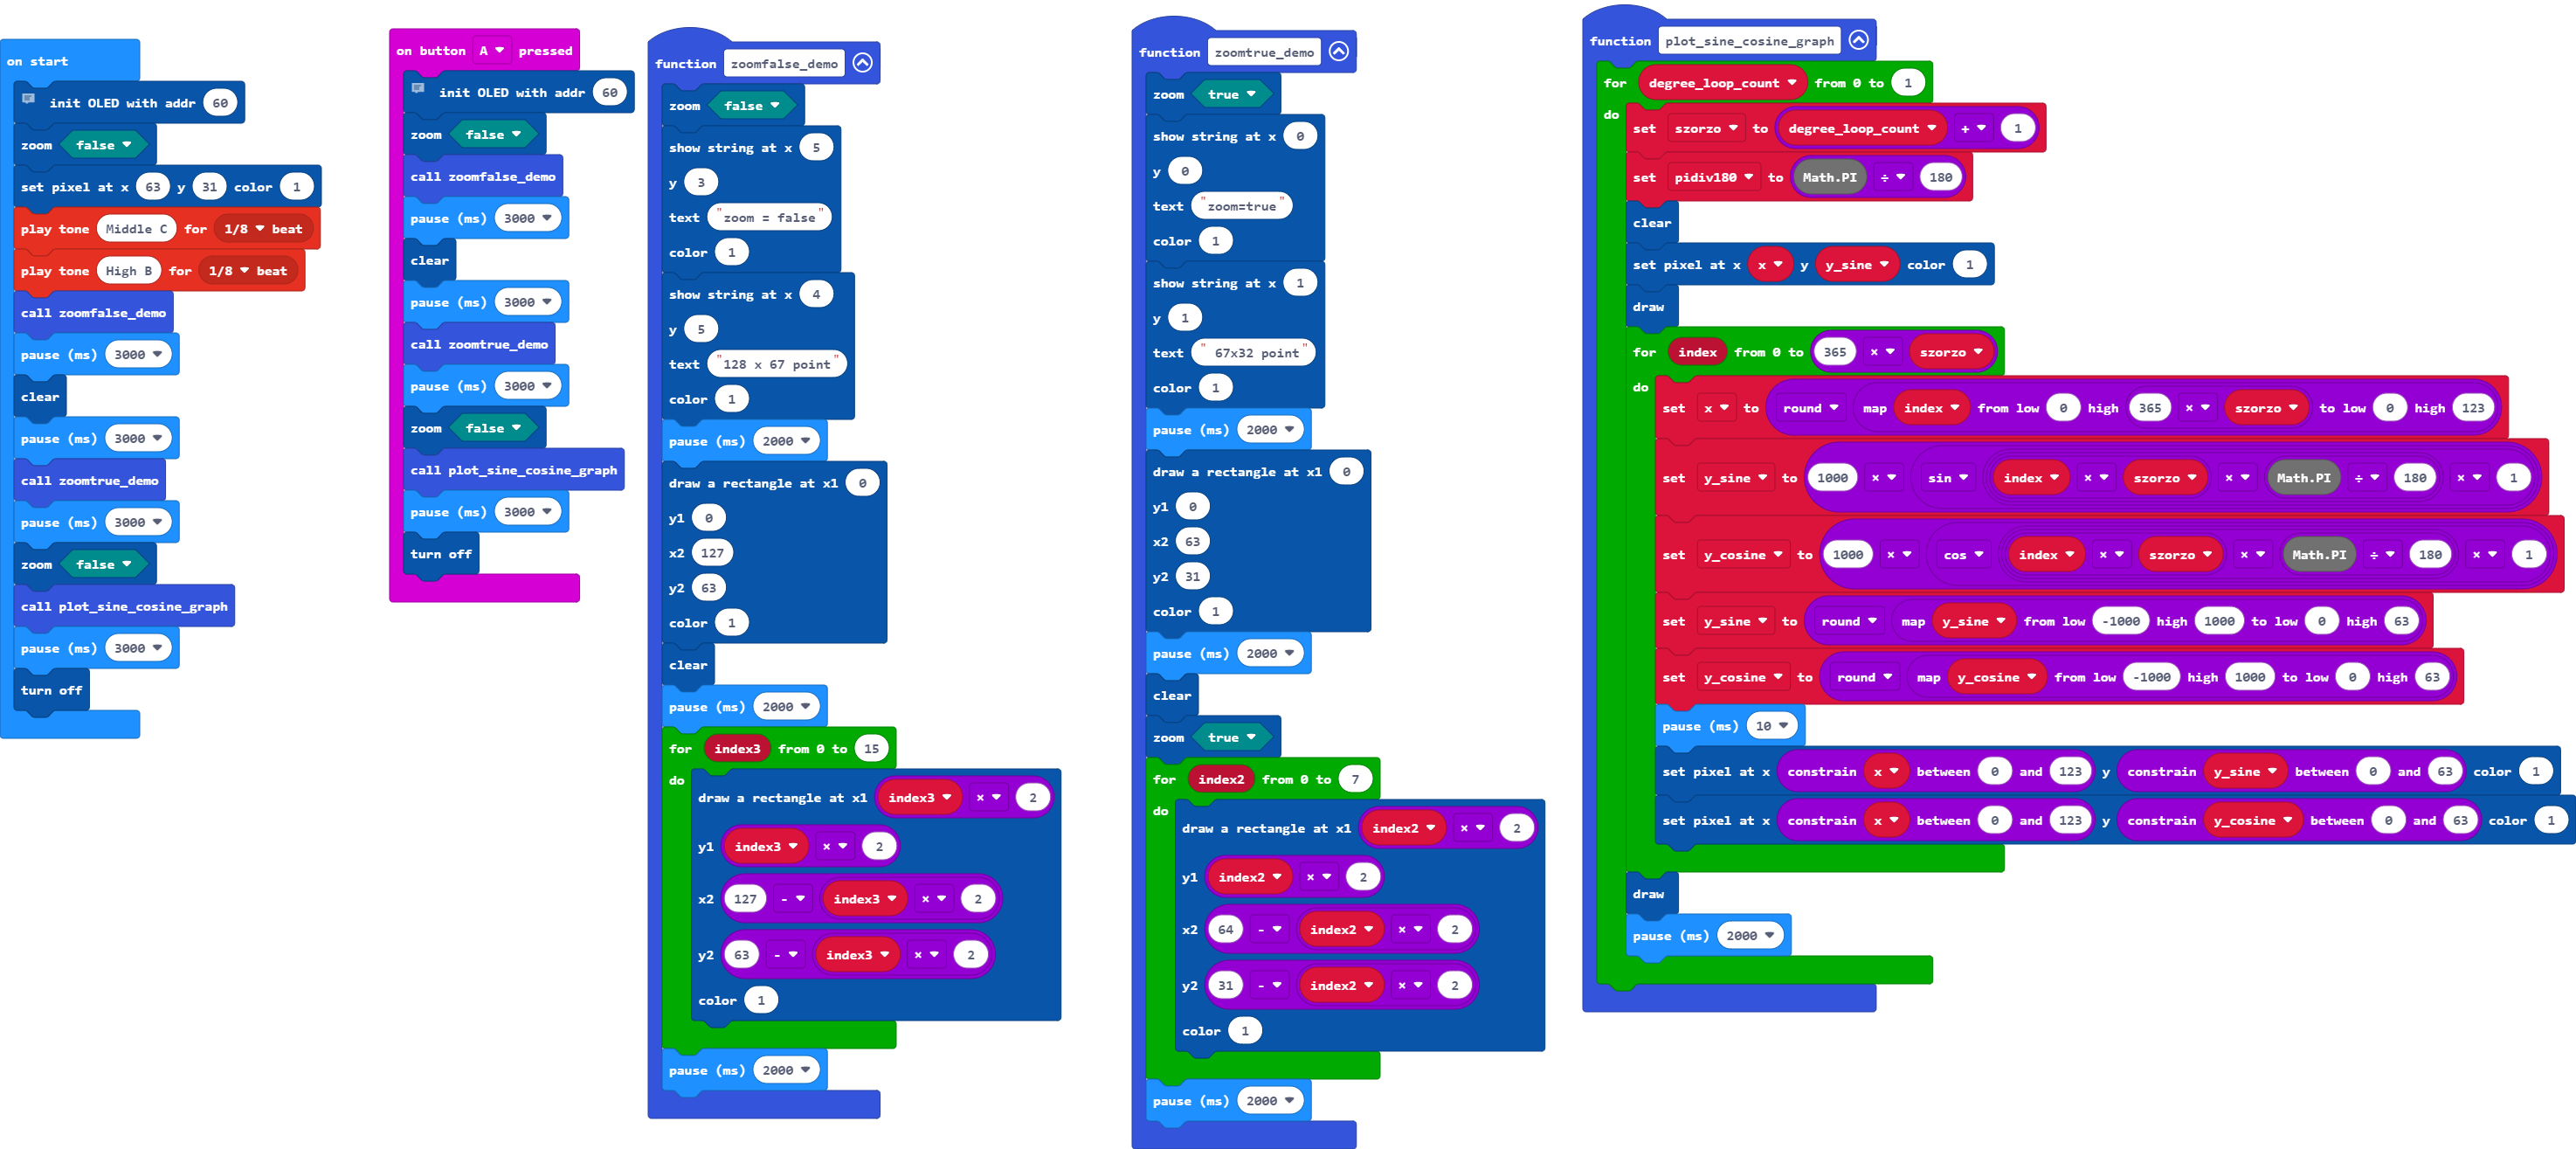 on start
init OLED with addr 60
zoom false
set pixel at x 63 y 31 color 1
play tone Middle C for 1/8 beat
play tone High B for 1/8 beat
call zoomfalse_demo
pause (ms) 3000
clear
pause (ms) 3000
call zoomtrue_demo
pause (ms) 3000
zoom false
call plot_sine_cosine_graph
pause (ms) 3000
turn off
on button A pressed
init OLED with addr 60
zoom false
call zoomfalse_demo
pause (ms) 3000
clear
pause (ms) 3000
call zoomtrue_demo
pause (ms) 3000
zoom false
call plot_sine_cosine_graph
pause (ms) 3000
turn off
function zoomfalse_demo
zoom false
show string at x 5
y 3
text "zoom = false"
color 1
show string at x 4
y 5
text "128 x 67 point"
color 1
pause (ms) 2000
draw a rectangle at x1 0
y1 0
x2 127
y2 63
color 1
clear
pause (ms) 2000
for index3 from 0 to 15
do
draw a rectangle at x1 index3 × 2
y1 index3 × 2
x2 127 - index3 × 2
y2 63 - index3 × 2
color 1
pause (ms) 2000
function zoomtrue_demo
zoom true
show string at x 0
y 0
text "zoom=true"
color 1
show string at x 1
y 1
text " 67x32 point"
color 1
pause (ms) 2000
draw a rectangle at x1 0
y1 0
x2 63
y2 31
color 1
pause (ms) 2000
clear
zoom true
for index2 from 0 to 7
do
draw a rectangle at x1 index2 × 2
y1 index2 × 2
x2 64 - index2 × 2
y2 31 - index2 × 2
color 1
pause (ms) 2000
function plot_sine_cosine_graph
for degree_loop_count from 0 to 1
do
set szorzo to degree_loop_count + 1
set pidiv180 to Math.PI ÷ 180
clear
set pixel at x x y y_sine color 1
draw
for index from 0 to 365 × szorzo
do
set x to round map index from low 0 high 365 × szorzo to low 0 high 123
set y_sine to 1000 × sin index × szorzo × Math.PI ÷ 180 × 1
set y_cosine to 1000 × cos index × szorzo × Math.PI ÷ 180 × 1
set y_sine to round map y_sine from low -1000 high 1000 to low 0 high 63
set y_cosine to round map y_cosine from low -1000 high 1000 to low 0 high 63
pause (ms) 10
set pixel at x constrain x between 0 and 123 y constrain y_sine between 0 and 63 color 1
set pixel at x constrain x between 0 and 123 y constrain y_cosine between 0 and 63 color 1
draw
pause (ms) 2000